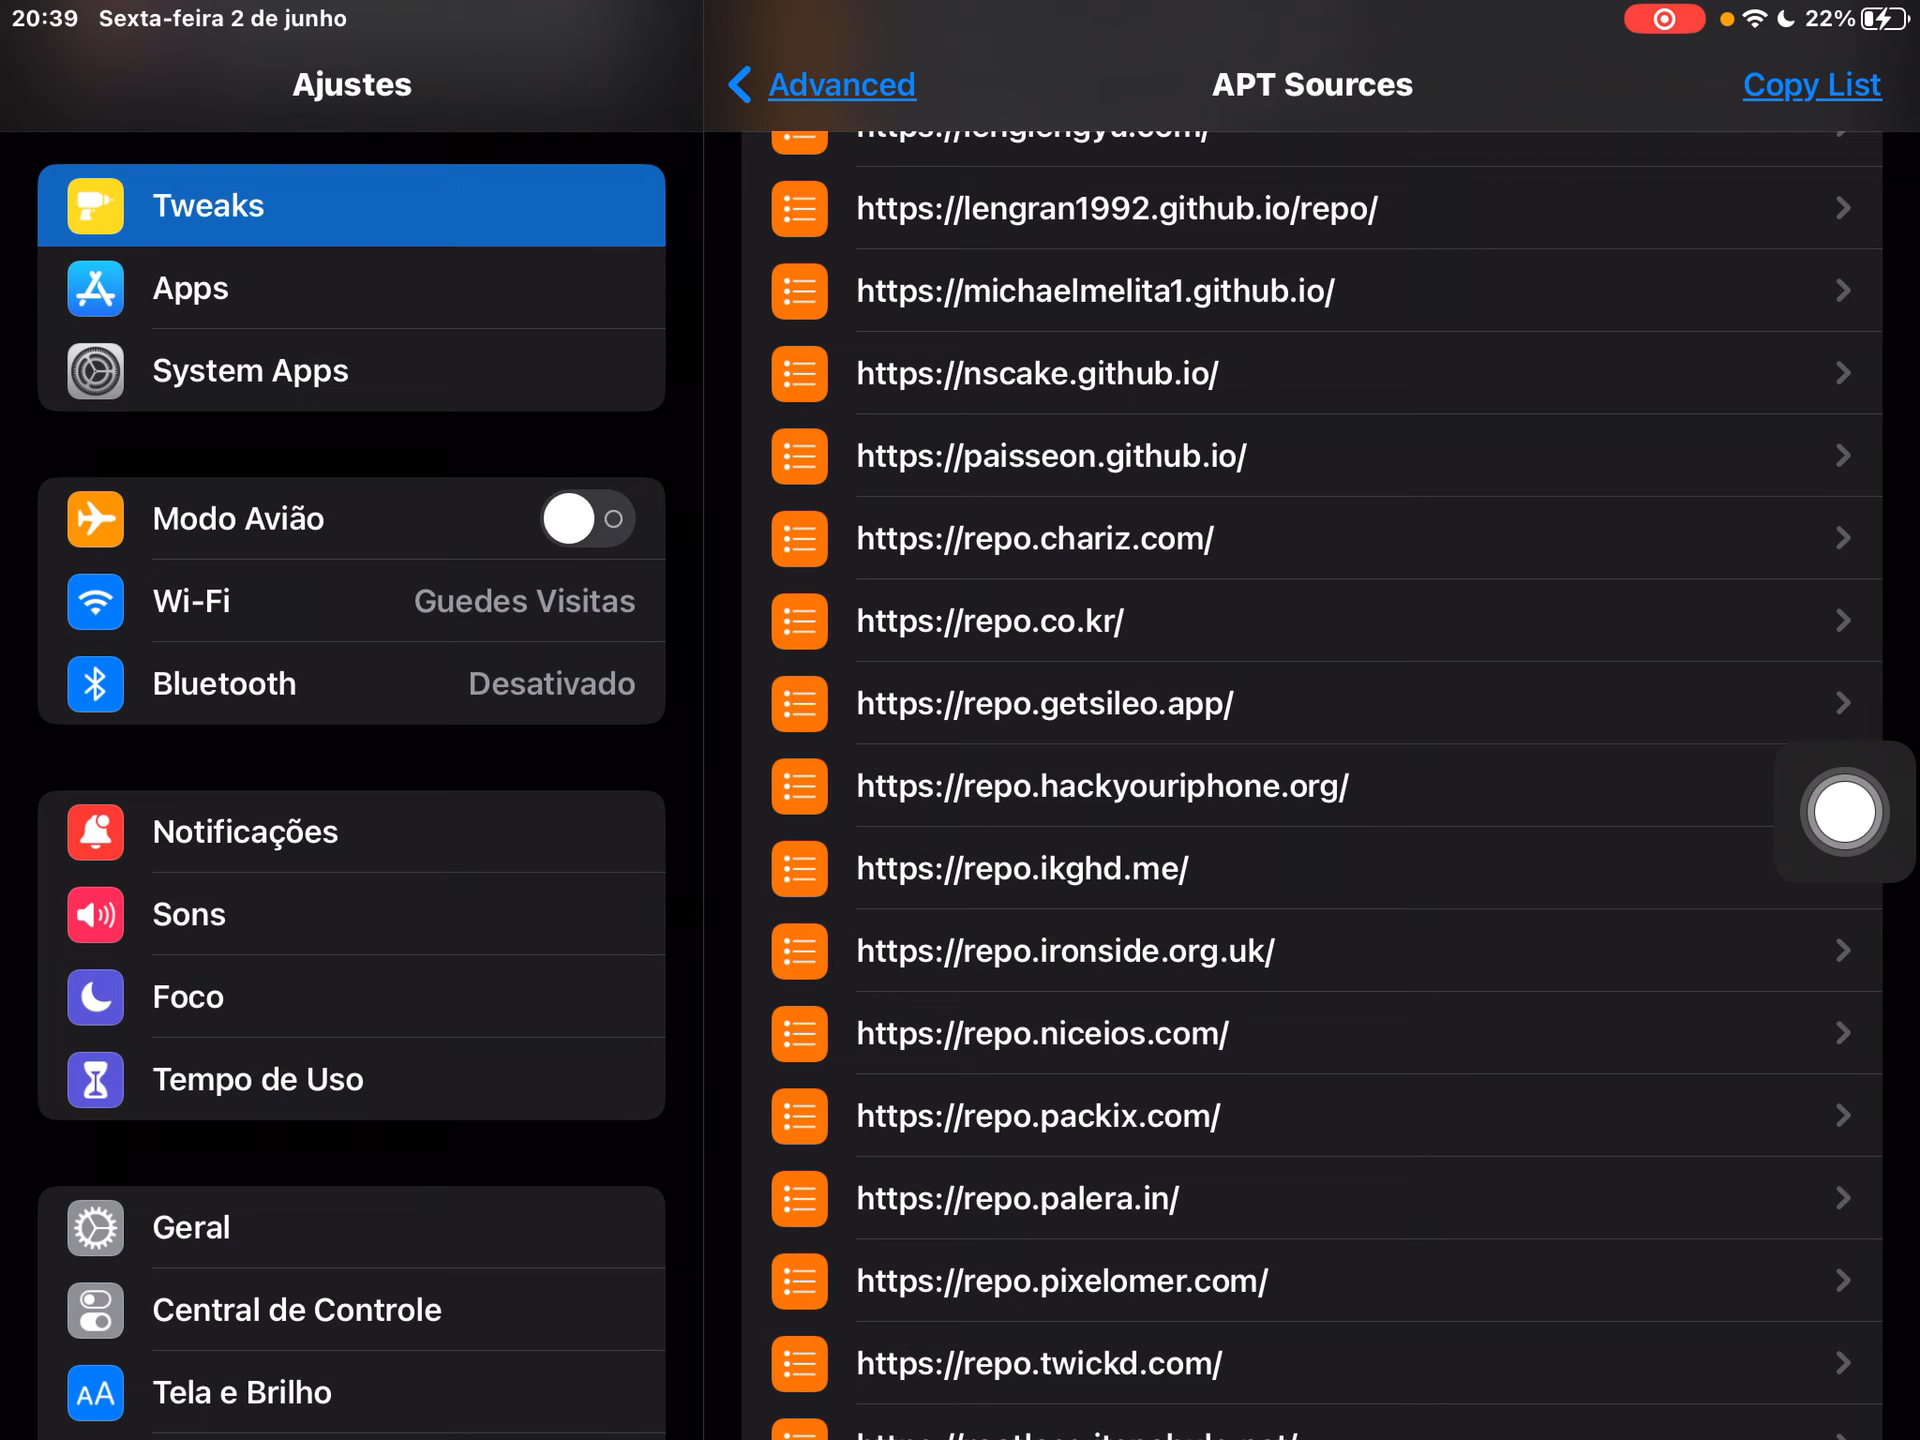 20:39 Sexta-feira 2 de junho
22%
Ajustes
Tweaks
Apps
System Apps
Modo Avião
Wi-Fi Guedes Visitas
Bluetooth Desativado
Notificações
Sons
Foco
Tempo de Uso
Geral
Central de Controle
AA Tela e Brilho
Advanced
APT Sources
Copy List
https://lengran1992.github.io/repo/
https://michaelmelita1.github.io/
https://nscake.github.io/
https://paisseon.github.io/
https://repo.chariz.com/
https://repo.co.kr/
https://repo.getsileo.app/
https://repo.hackyouriphone.org/
https://repo.ikghd.me/
https://repo.ironside.org.uk/
https://repo.niceios.com/
https://repo.packix.com/
https://repo.palera.in/
https://repo.pixelomer.com/
https://repo.twickd.com/